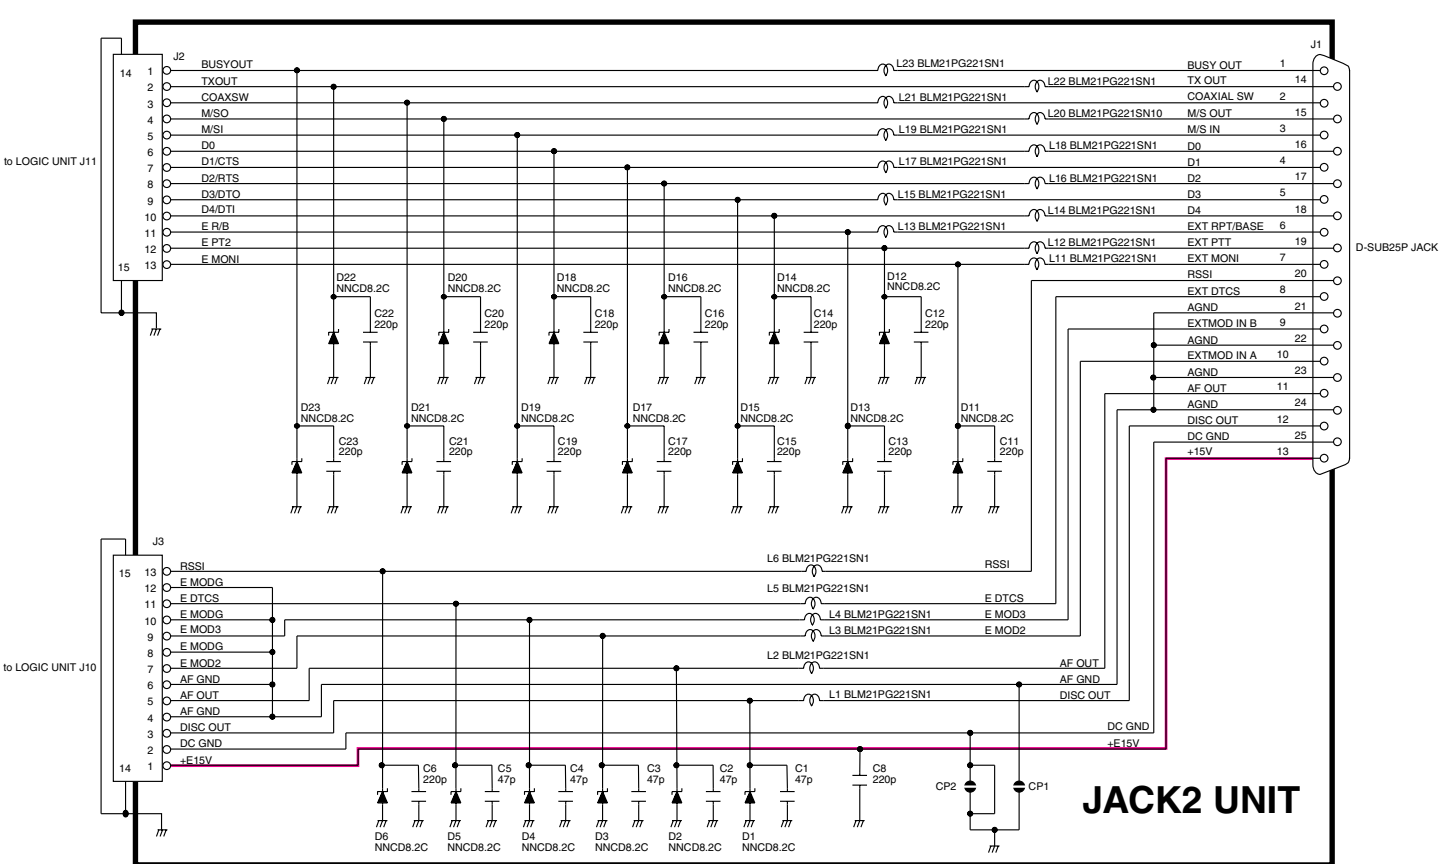 J1
J2
BUSYOUT L23 BLM21PG221SN1 BUSY OUT 1
14 1
TXOUT L22 BLM21PG221SN1 TX OUT 14
2
COAXSW L21 BLM21PG221SN1 COAXIAL SW 2
3
M/SO L20 BLM21PG221SN10 M/S OUT 15
4
M/SI L19 BLM21PG221SN1 M/S IN 3
5
D0 L18 BLM21PG221SN1 D0 16
6
to LOGIC UNIT J11
D1/CTS L17 BLM21PG221SN1 D1 4
7
D2/RTS L16 BLM21PG221SN1 D2 17
8
D3/DTO L15 BLM21PG221SN1 D3 5
9
D4/DTI L14 BLM21PG221SN1 D4 18
10
E R/B L13 BLM21PG221SN1 EXT RPT/BASE 6
11
E PT2 L12 BLM21PG221SN1 EXT PTT 19
12
D-SUB25P JACK
E MONI L11 BLM21PG221SN1 EXT MONI 7
15 13
RSSI 20
EXT DTCS 8
AGND 21
EXTMOD IN B 9
AGND 22
EXTMOD IN A 10
AGND 23
AF OUT 11
AGND 24
DISC OUT 12
DC GND 25
+15V 13
D22 D20 D18 D16 D14 D12
NNCD8.2C NNCD8.2C NNCD8.2C NNCD8.2C NNCD8.2C NNCD8.2C
C22 C20 C18 C16 C14 C12
220p 220p 220p 220p 220p 220p
D23 D21 D19 D17 D15 D13 D11
NNCD8.2C NNCD8.2C NNCD8.2C NNCD8.2C NNCD8.2C NNCD8.2C NNCD8.2C
C23 C21 C19 C17 C15 C13 C11
220p 220p 220p 220p 220p 220p 220p
J3
RSSI L6 BLM21PG221SN1 RSSI
15 13
E MODG
12
E DTCS L5 BLM21PG221SN1 E DTCS
11
E MODG L4 BLM21PG221SN1 E MOD3
10
E MOD3 L3 BLM21PG221SN1 E MOD2
9
E MODG
8
to LOGIC UNIT J10
E MOD2 L2 BLM21PG221SN1 AF OUT
7
AF GND AF GND
6
AF OUT L1 BLM21PG221SN1 DISC OUT
5
AF GND
4
DISC OUT DC GND
3
DC GND +E15V
2
+E15V
14 1
C6 C5 C4 C3 C2 C1 C8
220p 47p 47p 47p 47p 47p 220p
CP2 CP1
JACK2 UNIT
D6 D5 D4 D3 D2 D1
NNCD8.2C NNCD8.2C NNCD8.2C NNCD8.2C NNCD8.2C NNCD8.2C